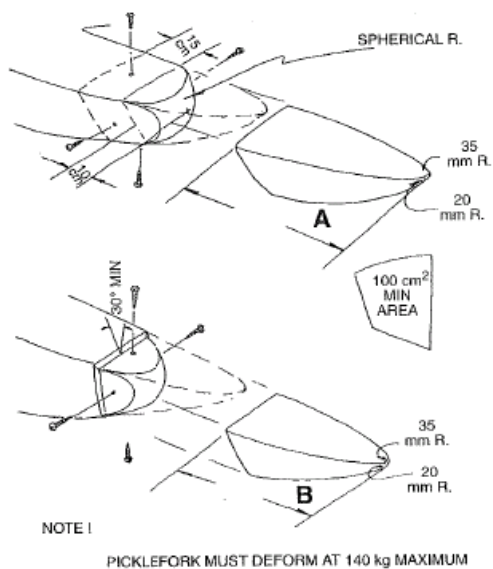 SPHERICAL R.
15
cm
10
cm
35
mm R.
20
mm R.
A
100 cm²
MIN
AREA
30° MIN
35
mm R.
20
mm R.
B
NOTE !
PICKLEFORK MUST DEFORM AT 140 kg MAXIMUM